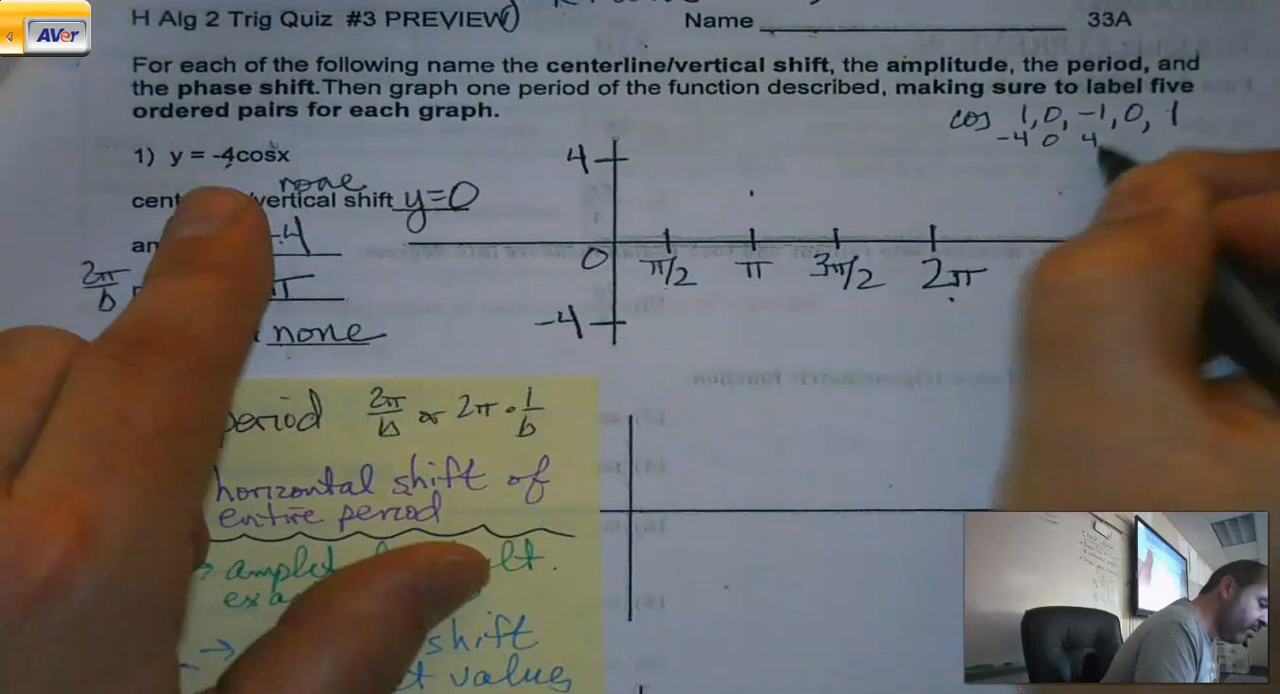 AVer
H Alg 2 Trig Quiz #3 PREVIEW
Name
33A
For each of the following name the centerline/vertical shift, the amplitude, the period, and
the phase shift. Then graph one period of the function described, making sure to label five
ordered pairs for each graph.
cos 1, 0, -1, 0, 1
-4 0 4
1) y = -4cosx
none
vertical shift y=0
4
-4
0 π/2 π 3π/2 2π
2π/b
none
-4
period 2π/b or 2π · 1/b
horizontal shift of
entire period
shift
values